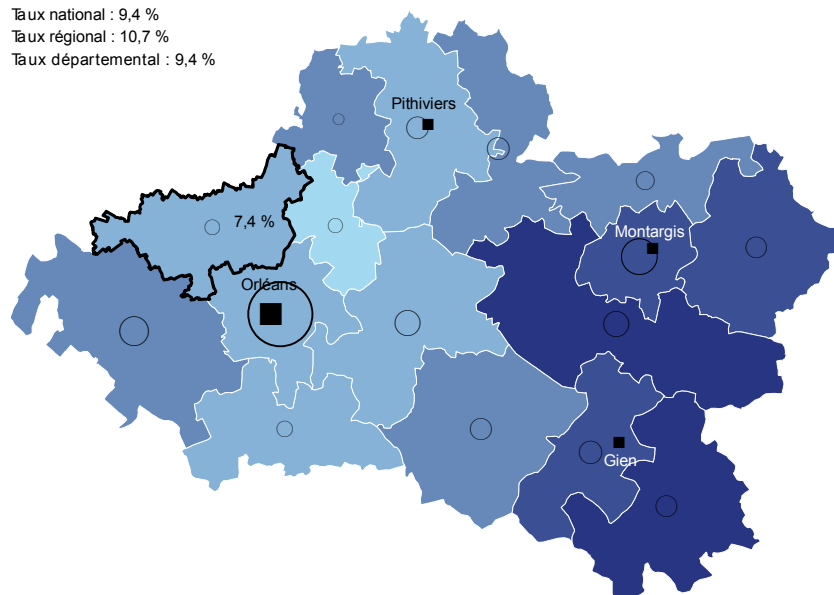 Taux national : 9,4 %
Taux régional : 10,7 %
Taux départemental : 9,4 %
Pithiviers
7,4 %
Montargis
Orléans
Gien